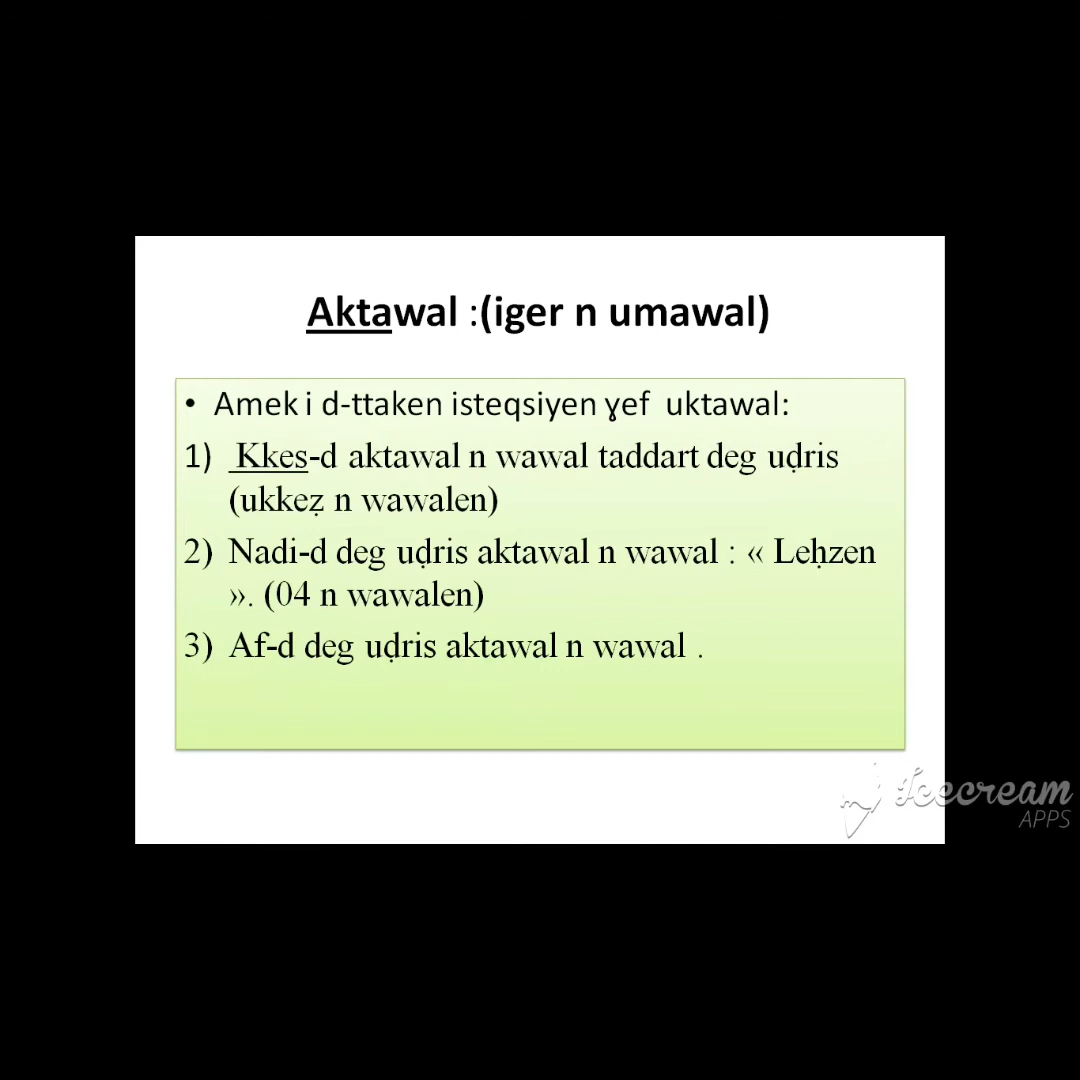 Aktawal :(iger n umawal)
• Amek i d-ttaken isteqsiyen ɣef uktawal:
1) Kkes-d aktawal n wawal taddart deg uḍris
(ukkeẓ n wawalen)
2) Nadi-d deg uḍris aktawal n wawal : « Leḥzen
». (04 n wawalen)
3) Af-d deg uḍris aktawal n wawal .
Icecream
APPS